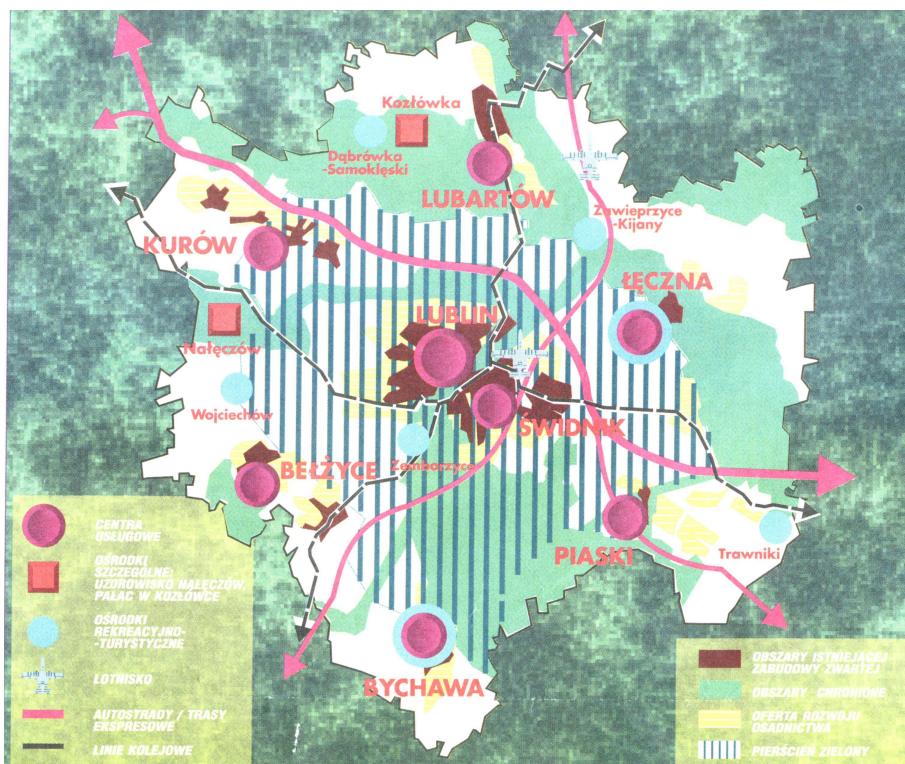 Kozłówka
Dąbrówka
-Samoklęski
LUBARTÓW
Zawieprzyce
-Kijany
KURÓW
ŁĘCZNA
LUBLIN
Nałęczów
Wojciechów
ŚWIDNIK
Zemborzyce
BEŁŻYCE
PIASKI
Trawniki
BYCHAWA
CENTRA
USŁUGOWE
OŚRODKI
SZCZEGÓLNE:
UZDROWISKO NAŁĘCZÓW,
PAŁAC W KOZŁÓWCE
OŚRODKI
REKREACYJNO-
-TURYSTYCZNE
LOTNISKO
AUTOSTRADY / TRASY
EKSPRESOWE
LINIE KOLEJOWE
OBSZARY ISTNIEJĄCEJ
ZABUDOWY ZWARTEJ
OBSZARY CHRONIONE
OFERTA ROZWOJU
OSADNICTWA
PIERŚCIEŃ ZIELONY